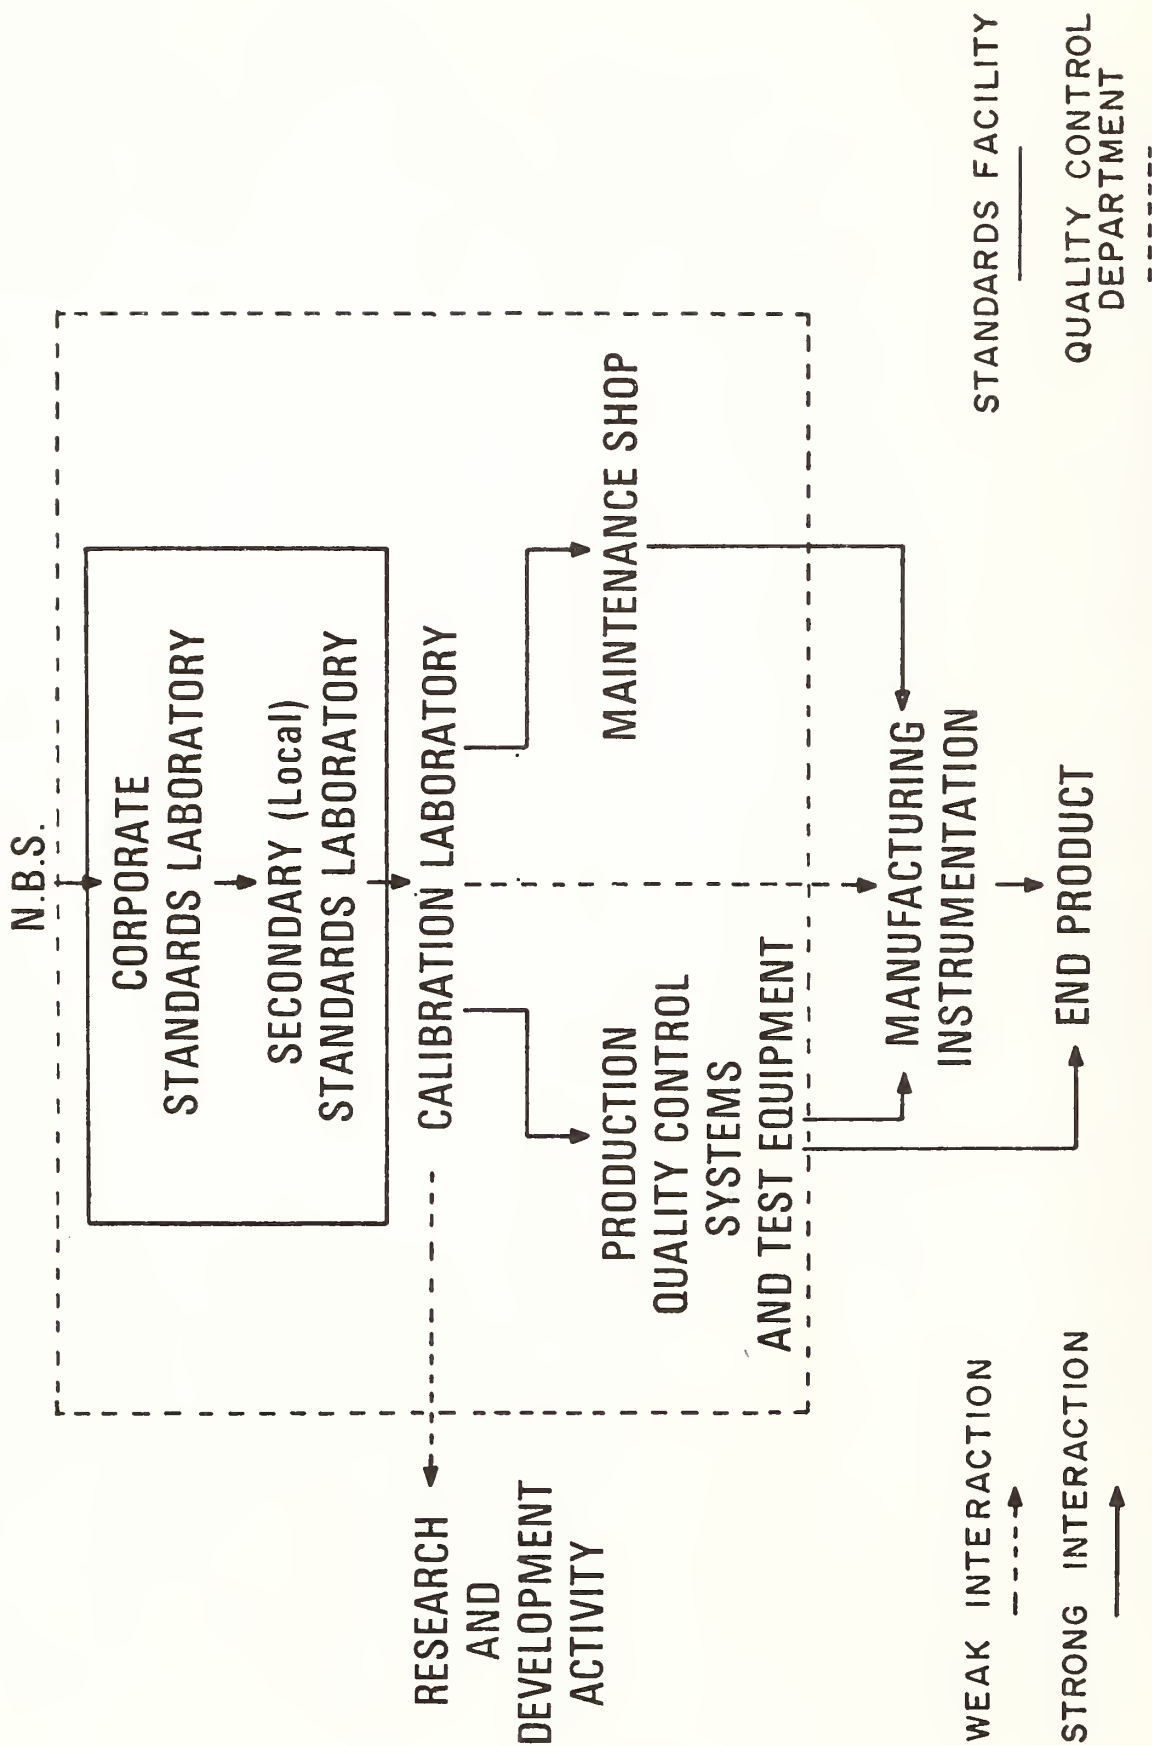 N.B.S.
CORPORATE
STANDARDS LABORATORY
SECONDARY (Local)
STANDARDS LABORATORY
CALIBRATION LABORATORY
RESEARCH
AND
DEVELOPMENT
ACTIVITY
PRODUCTION
QUALITY CONTROL
SYSTEMS
AND TEST EQUIPMENT
MAINTENANCE SHOP
MANUFACTURING
INSTRUMENTATION
END PRODUCT
WEAK INTERACTION
STRONG INTERACTION
STANDARDS FACILITY
QUALITY CONTROL
DEPARTMENT